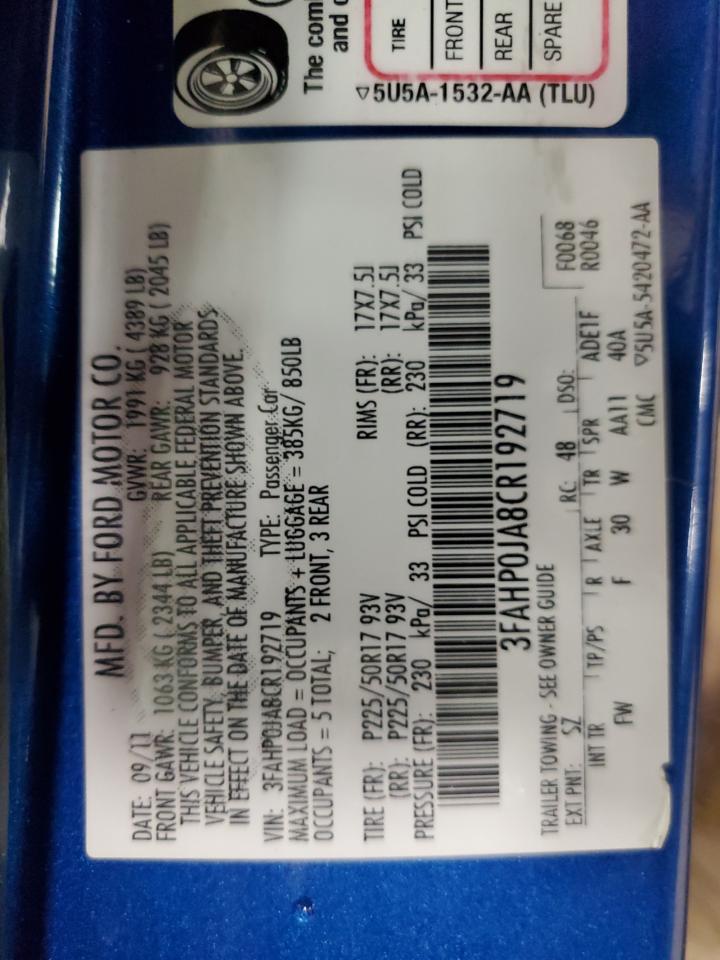 The com
and o
TIRE
FRONT
REAR
SPARE
▽5U5A-1532-AA (TLU)
MFD. BY FORD MOTOR CO.
DATE: 09/11 GVWR: 1991 KG ( 4389 LB)
FRONT GAWR: 1063 KG ( 2344 LB) REAR GAWR: 928 KG ( 2045 LB)
THIS VEHICLE CONFORMS TO ALL APPLICABLE FEDERAL MOTOR
VEHICLE SAFETY, BUMPER, AND THEFT PREVENTION STANDARDS
IN EFFECT ON THE DATE OF MANUFACTURE SHOWN ABOVE.
VIN: 3FAHP0JA8CR192719 TYPE: Passenger Car
MAXIMUM LOAD = OCCUPANTS + LUGGAGE = 385KG/ 850LB
OCCUPANTS = 5 TOTAL; 2 FRONT, 3 REAR
TIRE (FR): P225/50R17 93V RIMS (FR): 17X7.5J
(RR): P225/50R17 93V (RR): 17X7.5J
PRESSURE (FR): 230 kPa/ 33 PSI COLD (RR): 230 kPa/ 33 PSI COLD
3FAHP0JA8CR192719
TRAILER TOWING - SEE OWNER GUIDE
EXT PNT: SZ RC: 48 DSO: F0068
INT TR TP/PS R AXLE TR SPR ADE1F R0046
FW F 30 W AA11 40A
CMC ▽5U5A-5420472-AA